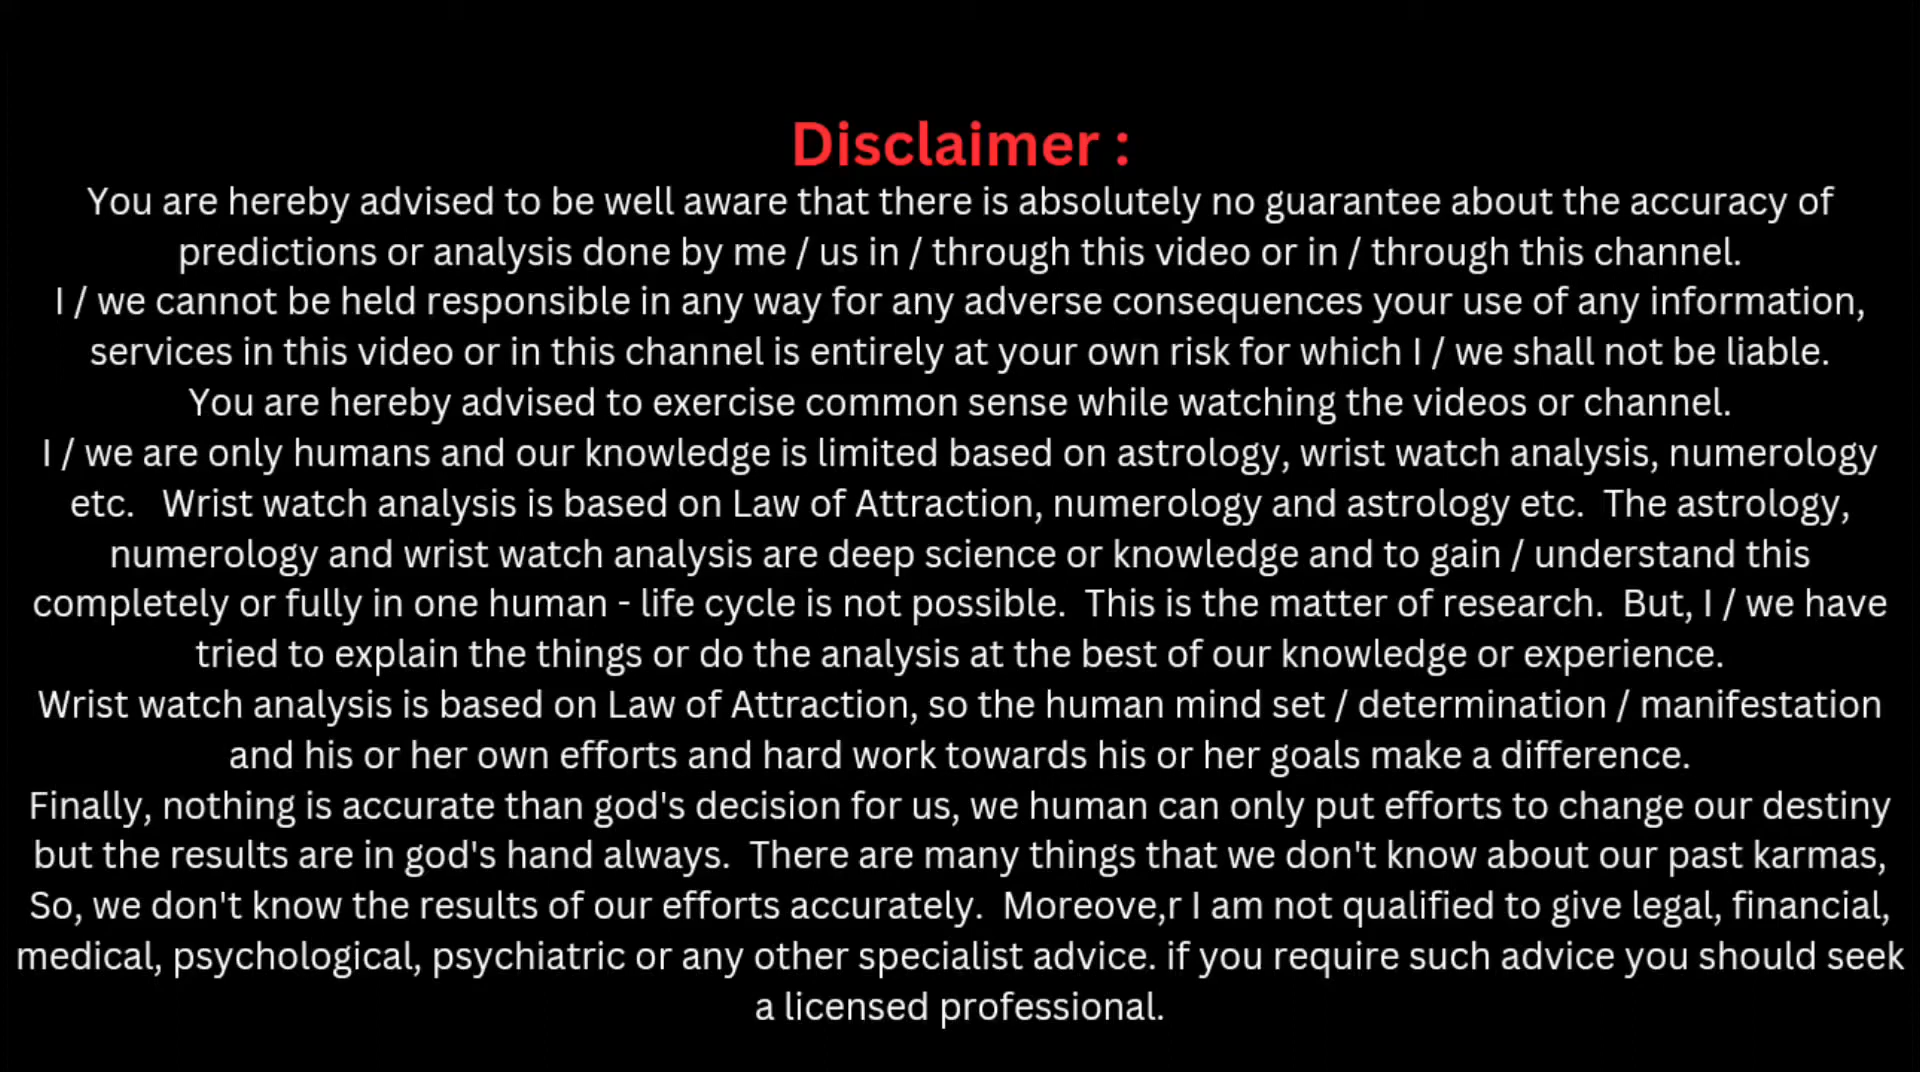 Disclaimer :
You are hereby advised to be well aware that there is absolutely no guarantee about the accuracy of
predictions or analysis done by me / us in / through this video or in / through this channel.
I / we cannot be held responsible in any way for any adverse consequences your use of any information,
services in this video or in this channel is entirely at your own risk for which I / we shall not be liable.
You are hereby advised to exercise common sense while watching the videos or channel.
I / we are only humans and our knowledge is limited based on astrology, wrist watch analysis, numerology
etc.   Wrist watch analysis is based on Law of Attraction, numerology and astrology etc.  The astrology,
numerology and wrist watch analysis are deep science or knowledge and to gain / understand this
completely or fully in one human - life cycle is not possible.  This is the matter of research.  But, I / we have
tried to explain the things or do the analysis at the best of our knowledge or experience.
Wrist watch analysis is based on Law of Attraction, so the human mind set / determination / manifestation
and his or her own efforts and hard work towards his or her goals make a difference.
Finally, nothing is accurate than god's decision for us, we human can only put efforts to change our destiny
but the results are in god's hand always.  There are many things that we don't know about our past karmas,
So, we don't know the results of our efforts accurately.  Moreove,r I am not qualified to give legal, financial,
medical, psychological, psychiatric or any other specialist advice. if you require such advice you should seek
a licensed professional.